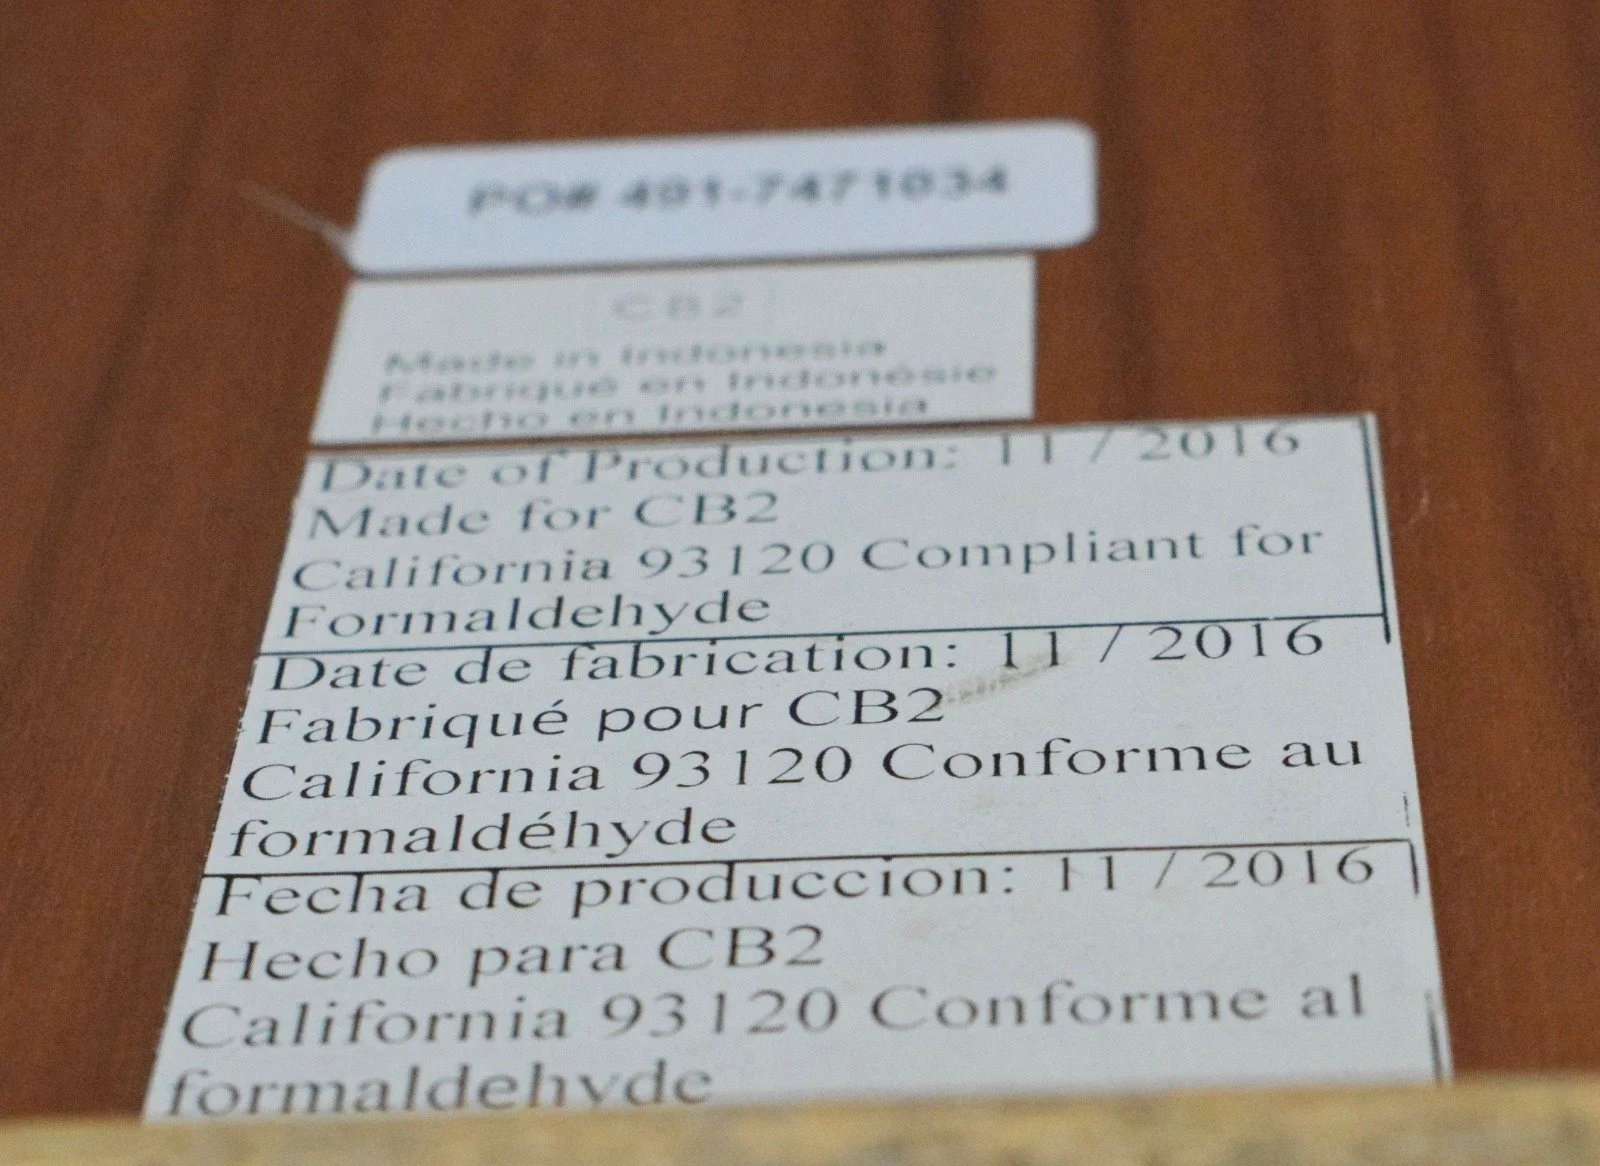 PO# 491-7471034
CB2
Made in Indonesia
Fabriqué en Indonésie
Hecho en Indonesia
Date of Production: 11 / 2016
Made for CB2
California 93120 Compliant for
Formaldehyde
Date de fabrication: 11 / 2016
Fabriqué pour CB2
California 93120 Conforme au
formaldéhyde
Fecha de produccion: 11 / 2016
Hecho para CB2
California 93120 Conforme al
formaldehyde